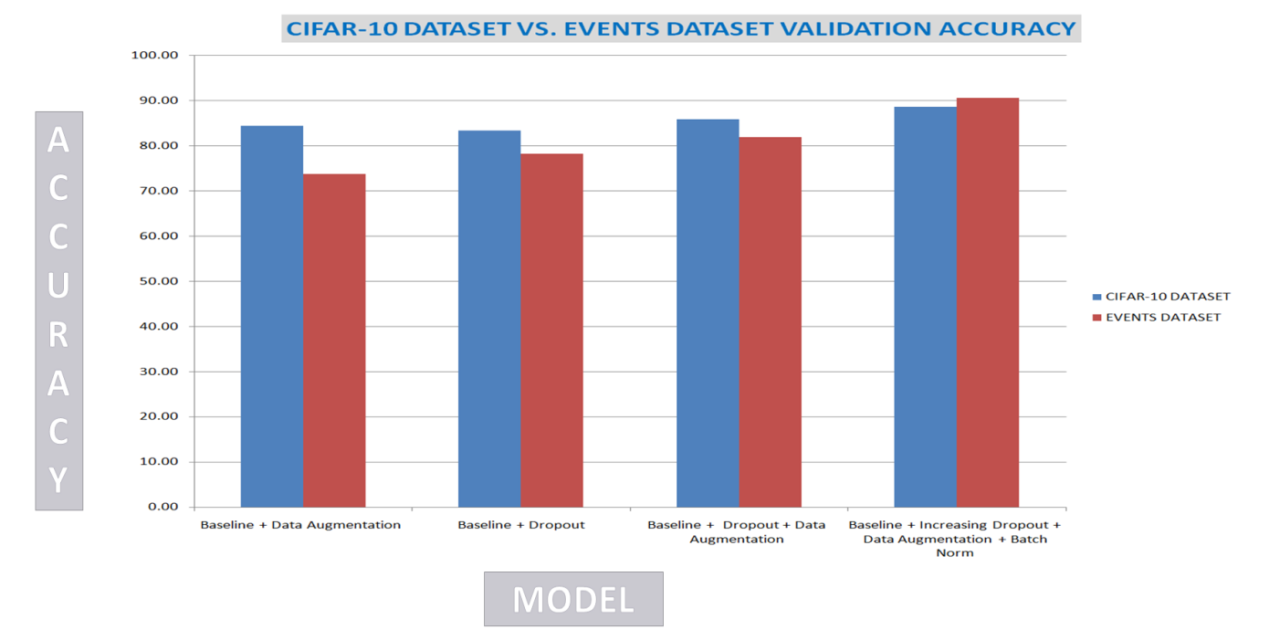 CIFAR-10 DATASET VS. EVENTS DATASET VALIDATION ACCURACY
100.00
90.00
80.00
70.00
60.00
50.00
40.00
30.00
20.00
10.00
0.00
A
C
C
U
R
A
C
Y
Baseline + Data Augmentation
Baseline + Dropout
Baseline + Dropout + Data
Augmentation
Baseline + Increasing Dropout +
Data Augmentation + Batch
Norm
CIFAR-10 DATASET
EVENTS DATASET
MODEL